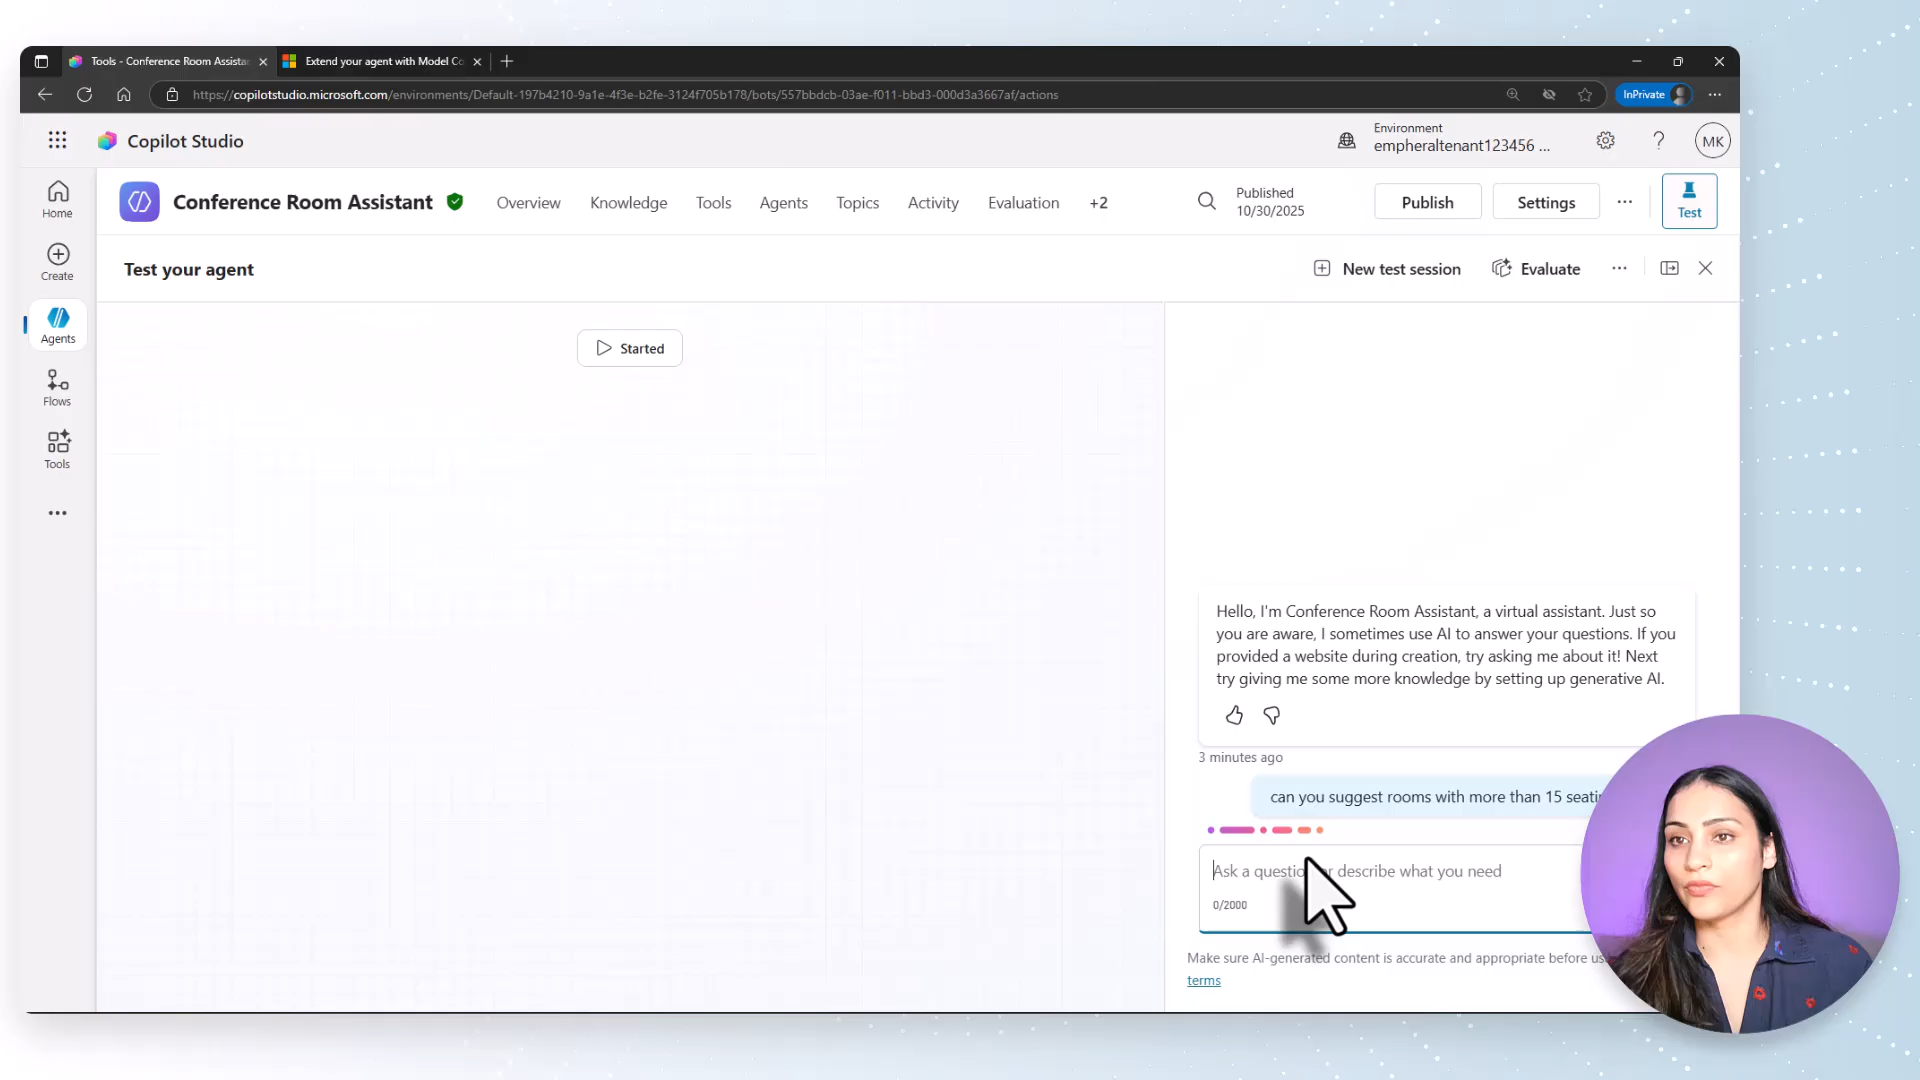 Tools - Conference Room Assista
Extend your agent with Model Co
https://copilotstudio.microsoft.com/environments/Default-197b4210-9a1e-4f3e-b2fe-3124f705b178/bots/557bbdcb-03ae-f011-bbd3-000d3a3667af/actions
InPrivate
Copilot Studio
Environment
empheraltenant123456 ...
MK
Home
Create
Agents
Flows
Tools
Conference Room Assistant
Overview
Knowledge
Tools
Agents
Topics
Activity
Evaluation
+2
Published
10/30/2025
Publish
Settings
Test
Test your agent
New test session
Evaluate
Started
Hello, I'm Conference Room Assistant, a virtual assistant. Just so
you are aware, I sometimes use AI to answer your questions. If you
provided a website during creation, try asking me about it! Next
try giving me some more knowledge by setting up generative AI.
3 minutes ago
can you suggest rooms with more than 15 seati
Ask a questio r describe what you need
0/2000
Make sure AI-generated content is accurate and appropriate before us
terms